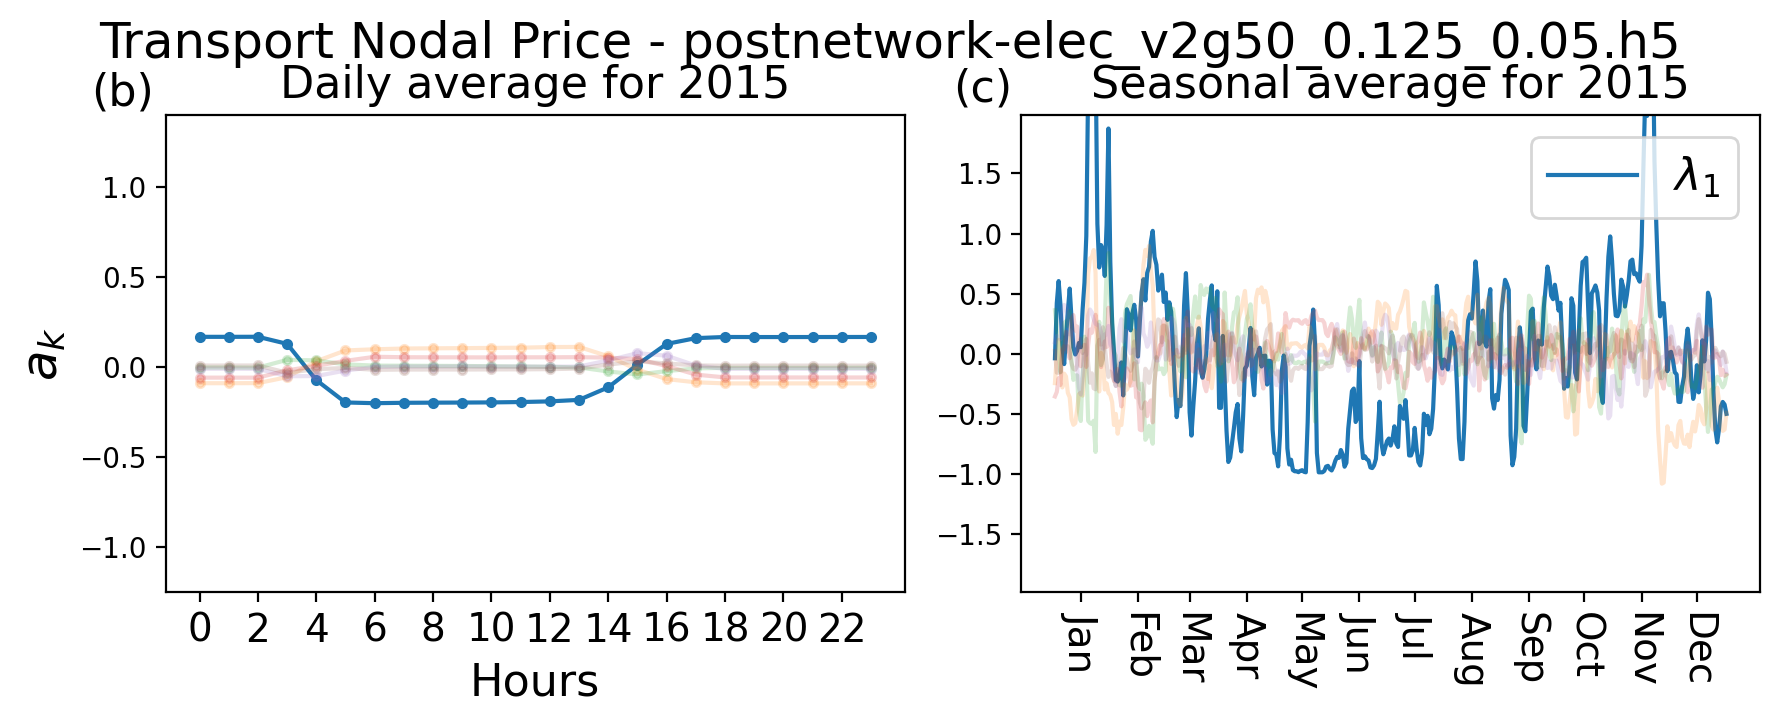 Transport Nodal Price - postnetwork-elec_v2g50_0.125_0.05.h5
(b) Daily average for 2015
1.0
0.5
0.0
−0.5
−1.0
a_k
0 2 4 6 8 10 12 14 16 18 20 22
Hours
(c) Seasonal average for 2015
λ₁
1.5
1.0
0.5
0.0
−0.5
−1.0
−1.5
Jan Feb Mar Apr May Jun Jul Aug Sep Oct Nov Dec